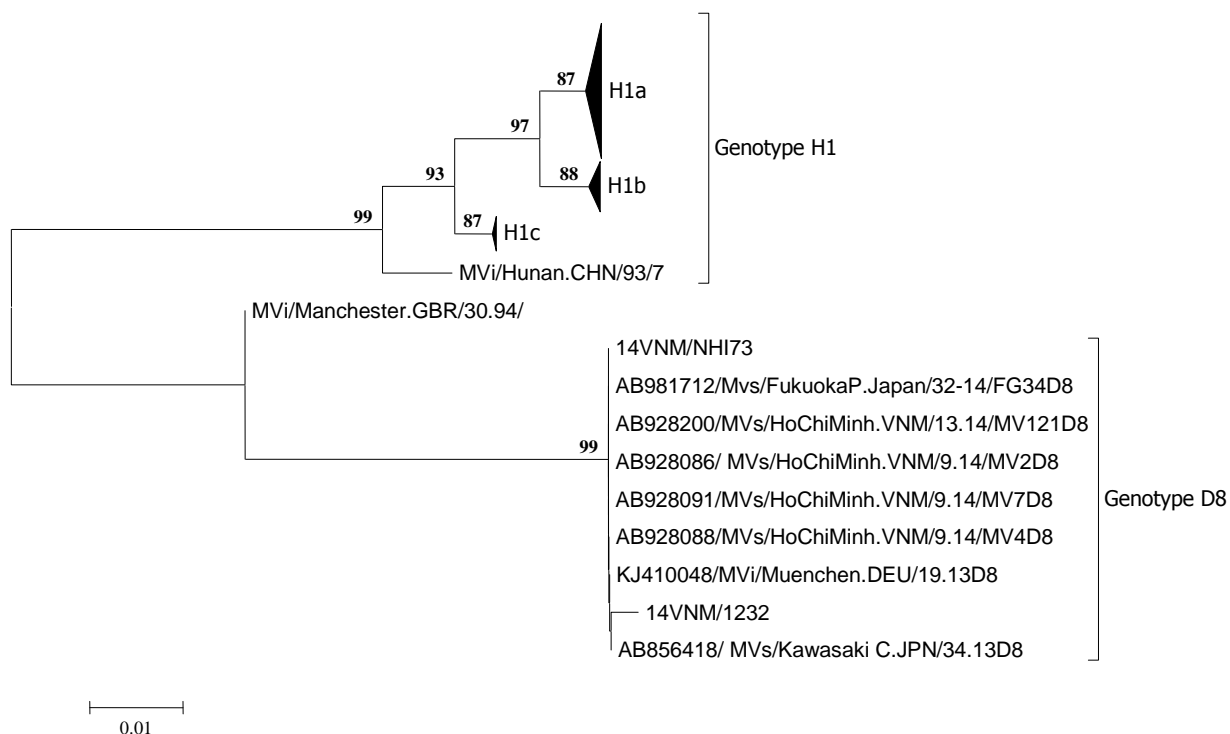 87
H1a
97
Genotype H1
88
H1b
93
99
87
H1c
MVi/Hunan.CHN/93/7
MVi/Manchester.GBR/30.94/
14VNM/NHI73
AB981712/Mvs/FukuokaP.Japan/32-14/FG34D8
AB928200/MVs/HoChiMinh.VNM/13.14/MV121D8
99
AB928086/ MVs/HoChiMinh.VNM/9.14/MV2D8
AB928091/MVs/HoChiMinh.VNM/9.14/MV7D8
Genotype D8
AB928088/MVs/HoChiMinh.VNM/9.14/MV4D8
KJ410048/MVi/Muenchen.DEU/19.13D8
14VNM/1232
AB856418/ MVs/Kawasaki C.JPN/34.13D8
0.01